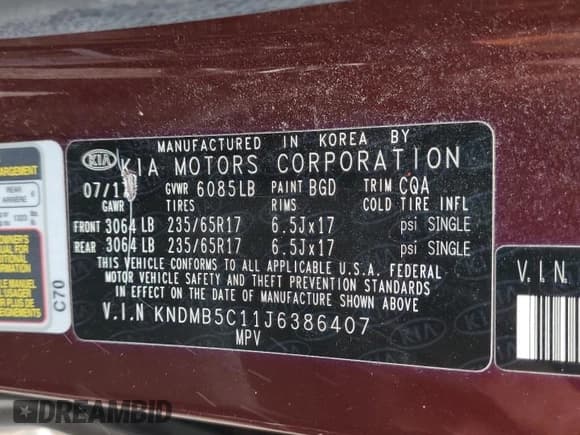 MANUFACTURED IN KOREA BY
KIA KIA MOTORS CORPORATION
GVWR 6085LB PAINT BGD TRIM CQA
GAWR TIRES RIMS COLD TIRE INFL
FRONT 3064 LB 235/65R17 6.5Jx17 psi SINGLE
REAR 3064 LB 235/65R17 6.5Jx17 psi SINGLE
THIS VEHICLE CONFORMS TO ALL APPLICABLE U.S.A. FEDERAL
MOTOR VEHICLE SAFETY AND THEFT PREVENTION STANDARDS
IN EFFECT ON THE DATE OF MANUFACTURE SHOWN ABOVE.
V.I.N KNDMB5C11J6386407
MPV
REAR
C70
V.I.N
DREAMBID